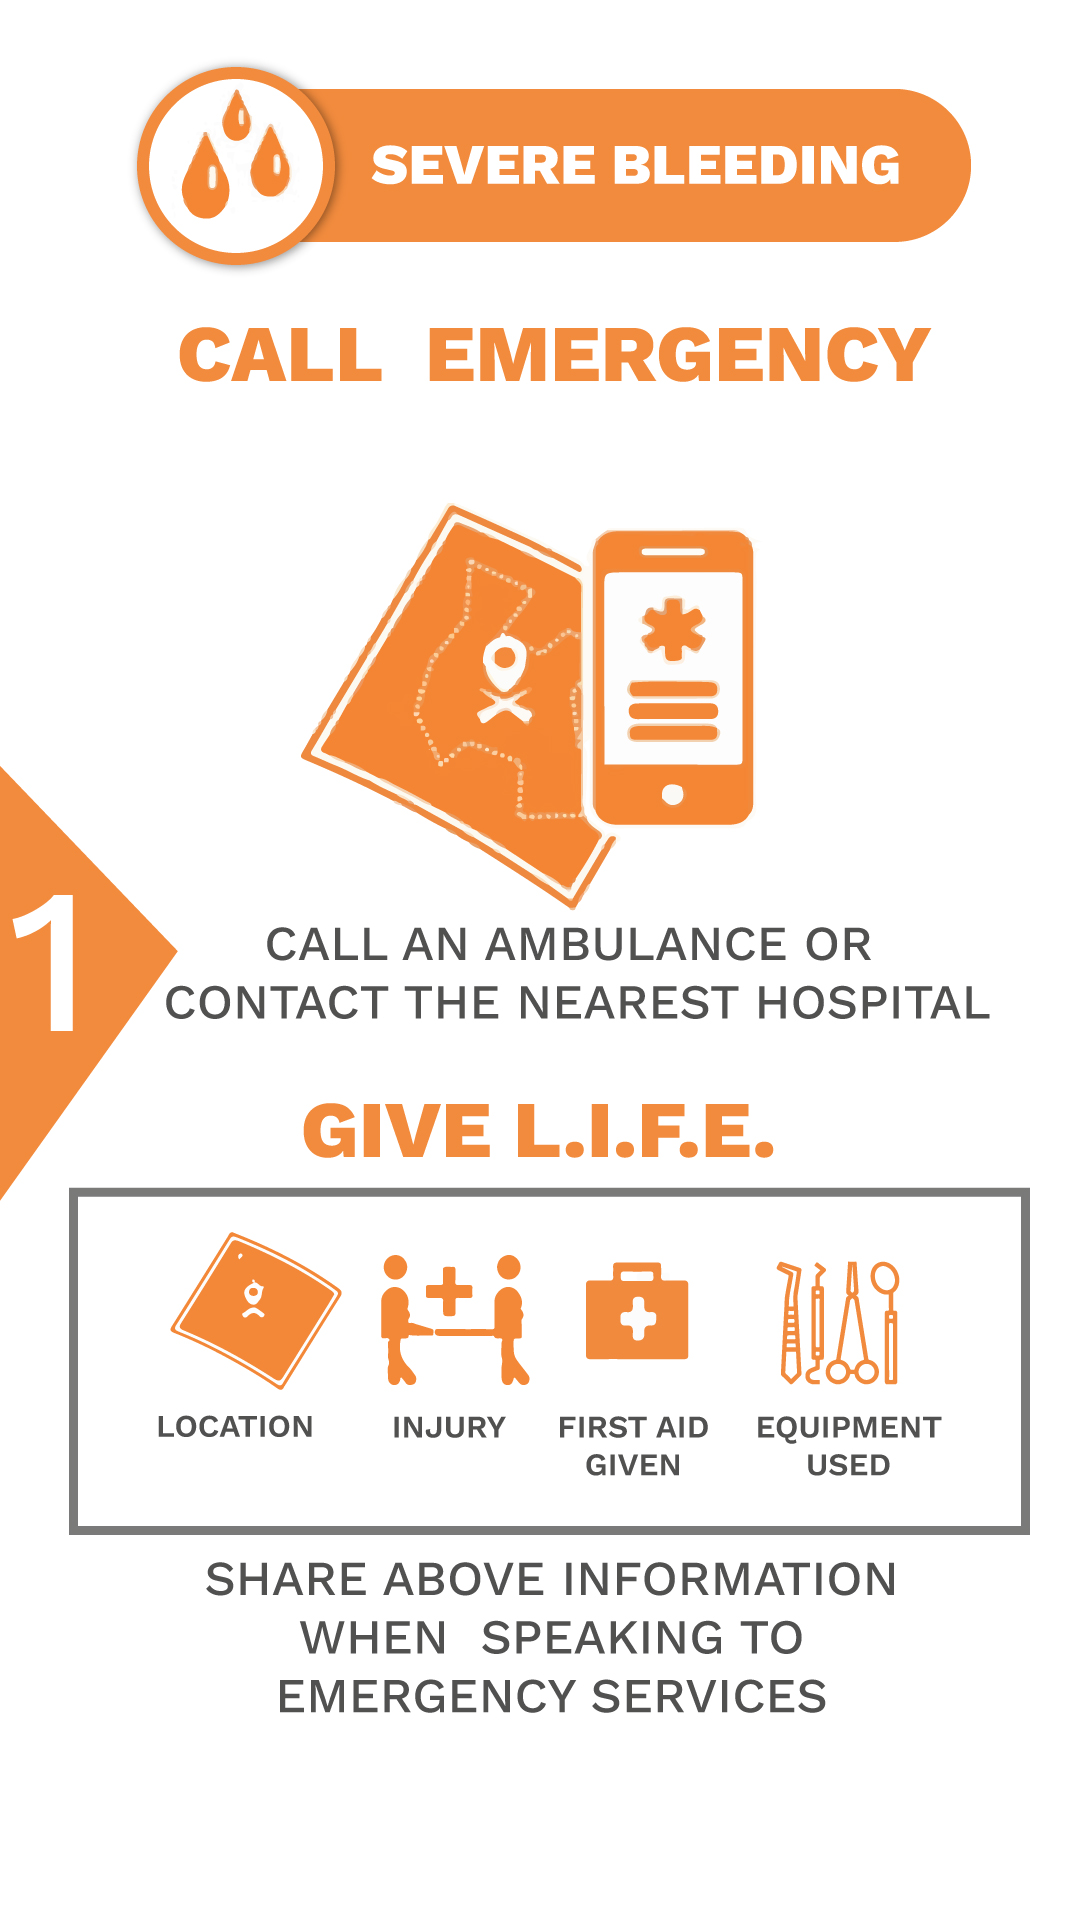 SEVERE BLEEDING
CALL  EMERGENCY
1
CALL AN AMBULANCE OR
CONTACT THE NEAREST HOSPITAL
GIVE L.I.F.E.
LOCATION
INJURY
FIRST AID
GIVEN
EQUIPMENT
USED
SHARE ABOVE INFORMATION
WHEN  SPEAKING TO
EMERGENCY SERVICES